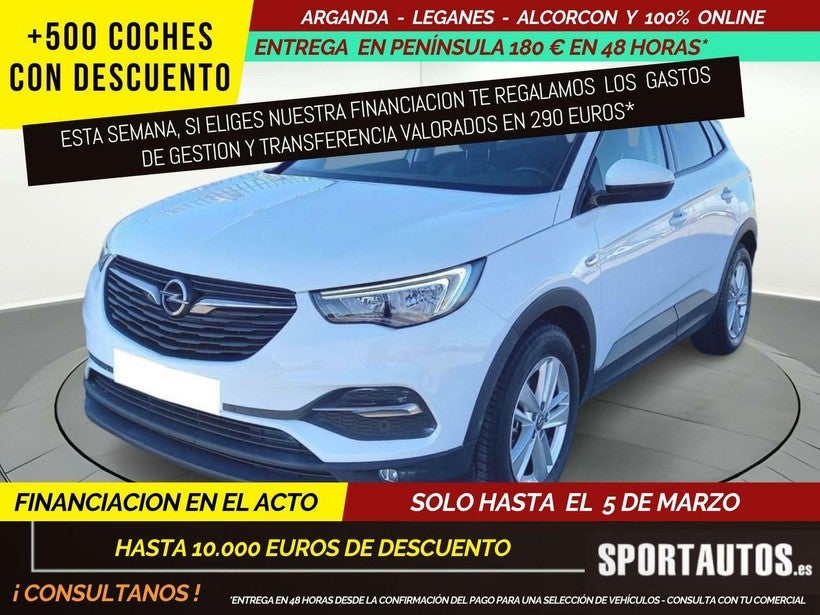 +500 COCHES
CON DESCUENTO
ARGANDA - LEGANES - ALCORCON Y 100% ONLINE
ENTREGA EN PENÍNSULA 180 € EN 48 HORAS*
ESTA SEMANA, SI ELIGES NUESTRA FINANCIACION TE REGALAMOS LOS GASTOS
DE GESTION Y TRANSFERENCIA VALORADOS EN 290 EUROS*
FINANCIACION EN EL ACTO
SOLO HASTA EL 5 DE MARZO
HASTA 10.000 EUROS DE DESCUENTO
SPORTAUTOS.es
¡ CONSULTANOS !
*ENTREGA EN 48 HORAS DESDE LA CONFIRMACIÓN DEL PAGO PARA UNA SELECCIÓN DE VEHÍCULOS - CONSULTA CON TU COMERCIAL